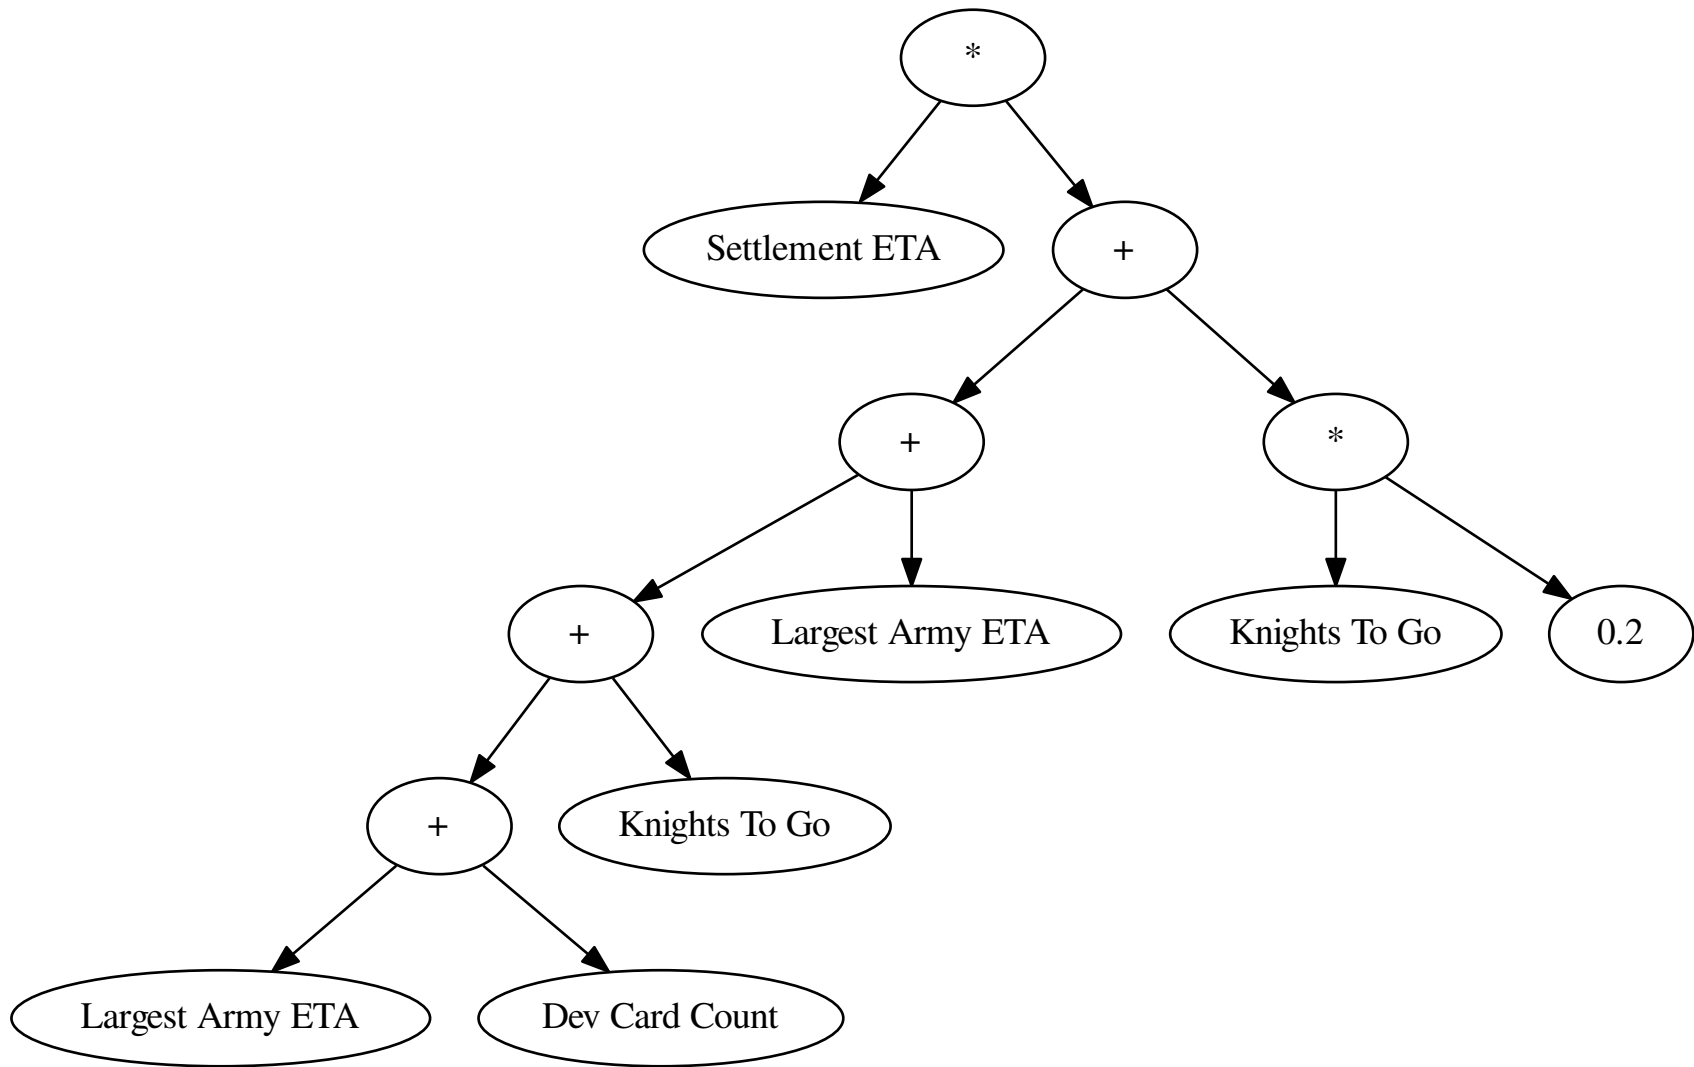 *
Settlement ETA
+
+
*
+
Largest Army ETA
Knights To Go
0.2
+
Knights To Go
Largest Army ETA
Dev Card Count